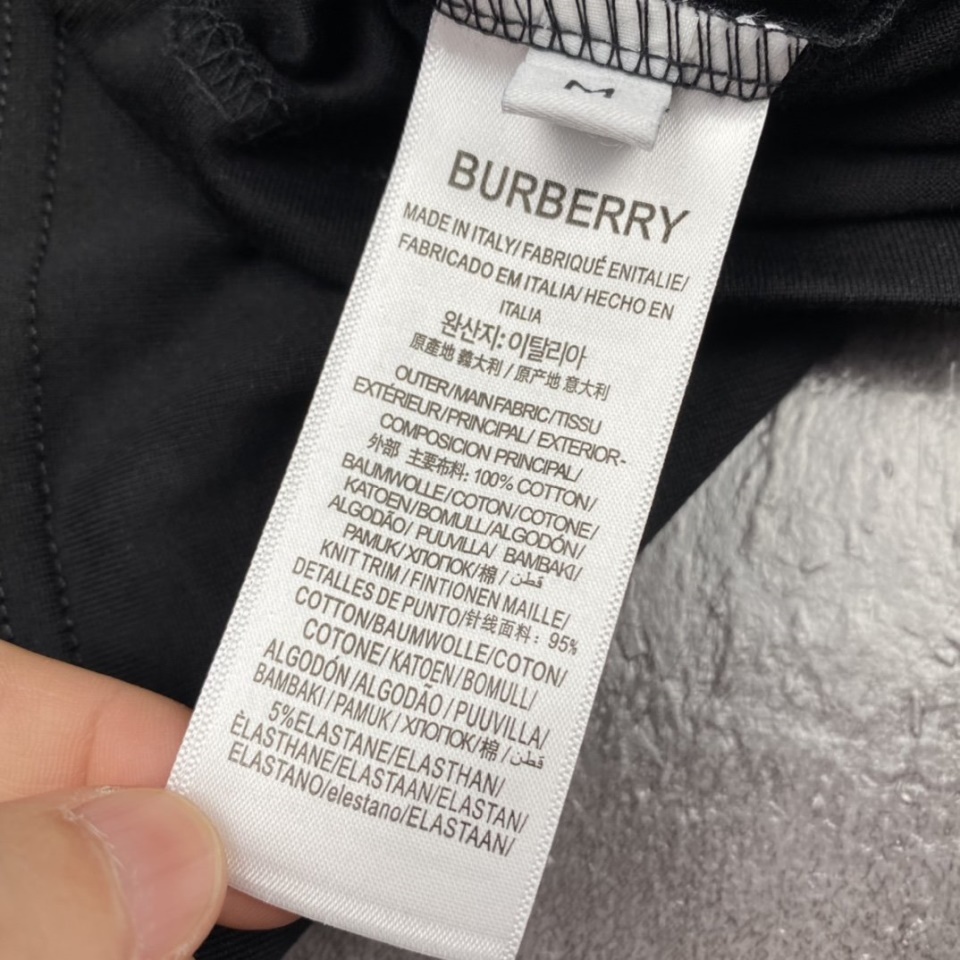 M
BURBERRY
MADE IN ITALY/FABRIQUÉ ENITALIE/
FABRICADO EM ITALIA/HECHO EN
ITALIA
완산지: 이탈리아
原產地 義大利 / 原产地 意大利
OUTER/MAINFABRIC/TISSU
EXTÉRIEUR/PRINCIPAL/ EXTERIOR-
COMPOSICION PRINCIPAL/
外部 主要布料: 100% COTTON/
BAUMWOLLE/COTON/COTONE/
KATOEN/BOMULL/ALGODÓN/
ALGODÃO/ PUUVILLA/ BAMBAKI/
PAMUK/ХЛОПОК/棉 / قطن
KNIT TRIM/FINTIONEN MAILLE/
DETALLES DE PUNTO/针线面料: 95%
COTTON/BAUMWOLLE/COTON/
COTONE/ KATOEN/BOMULL/
ALGODÓN/ALGODÃO/PUUVILLA/
BAMBAKI/PAMUK/ХЛОПОК/棉 / قطن
5%ELASTANE/ELASTHAN/
ÉLASTHANE/ELASTAAN/ELASTAN/
ELASTANO/elestano/ELASTAAN/